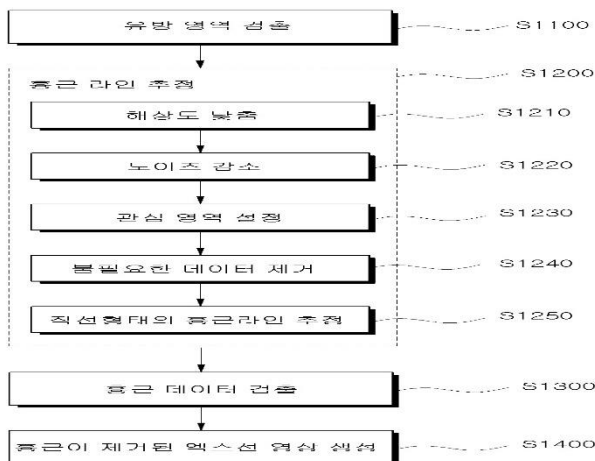 유방 영역 검출
S1100
S1200
흉근 라인 추정
해상도 낮춤
S1210
노이즈 감소
S1220
관심 영역 설정
S1230
불필요한 데이터 제거
S1240
직선형태의 흉근라인 추정
S1250
흉근 데이터 검출
S1300
흉근이 제거된 엑스선 영상 생성
S1400